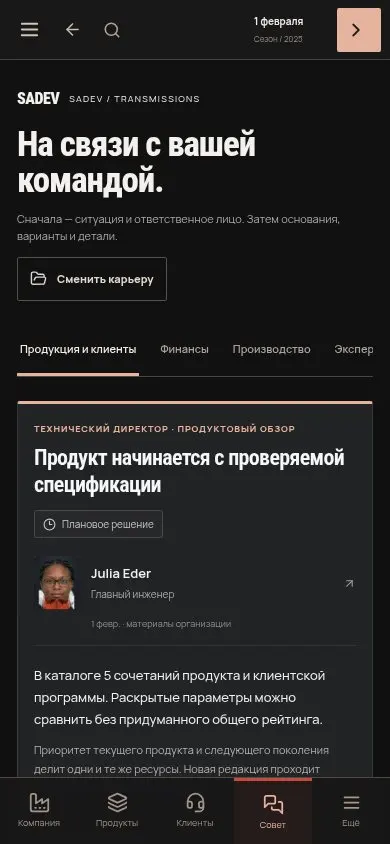 1 февраля
Сезон / 2025
SADEV SADEV / TRANSMISSIONS
На связи с вашей
командой.
Сначала — ситуация и ответственное лицо. Затем основания,
варианты и детали.
Сменить карьеру
Продукция и клиенты Финансы Производство Экспер
ТЕХНИЧЕСКИЙ ДИРЕКТОР · ПРОДУКТОВЫЙ ОБЗОР
Продукт начинается с проверяемой
спецификации
Плановое решение
Julia Eder
Главный инженер
1 февр. · материалы организации
В каталоге 5 сочетаний продукта и клиентской
программы. Раскрытые параметры можно
сравнить без придуманного общего рейтинга.
Приоритет текущего продукта и следующего поколения
делит одни и те же ресурсы. Новая редакция проходит
Компания Продукты Клиенты Совет Ещё